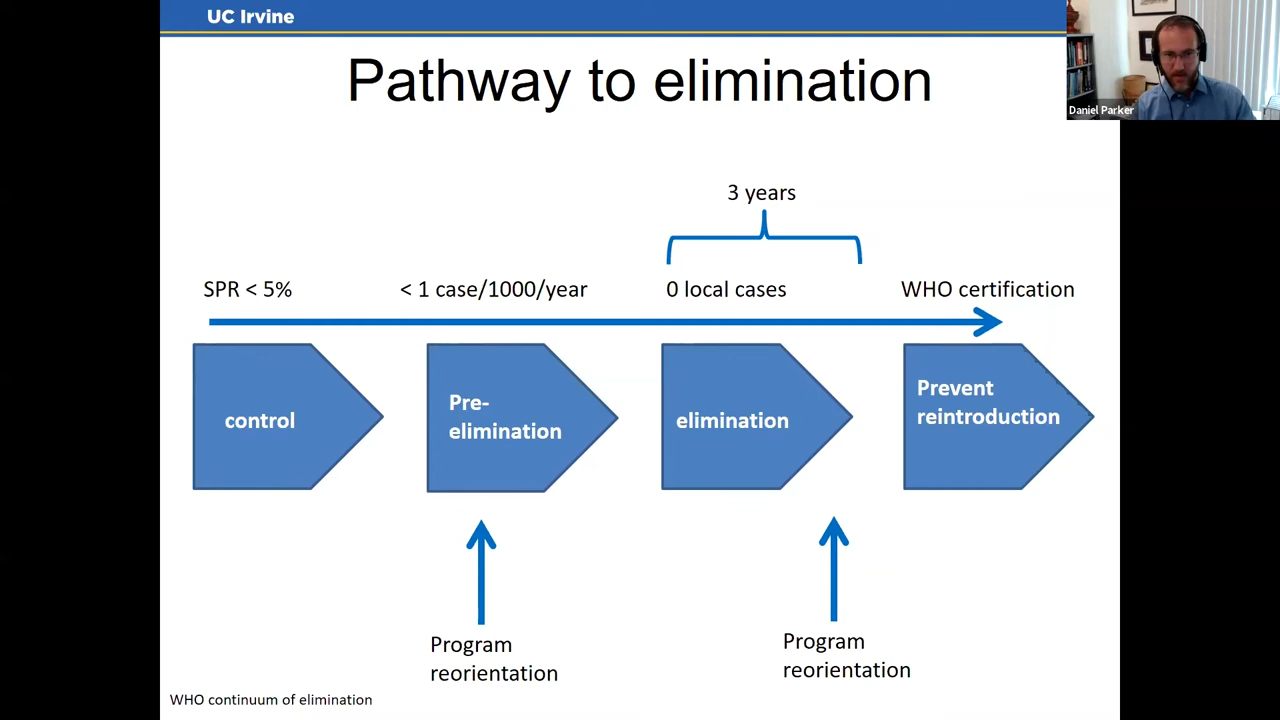 UC Irvine
Daniel Parker
Pathway to elimination
3 years
SPR < 5%
< 1 case/1000/year
0 local cases
WHO certification
control
Pre-
elimination
elimination
Prevent
reintroduction
Program
reorientation
Program
reorientation
WHO continuum of elimination